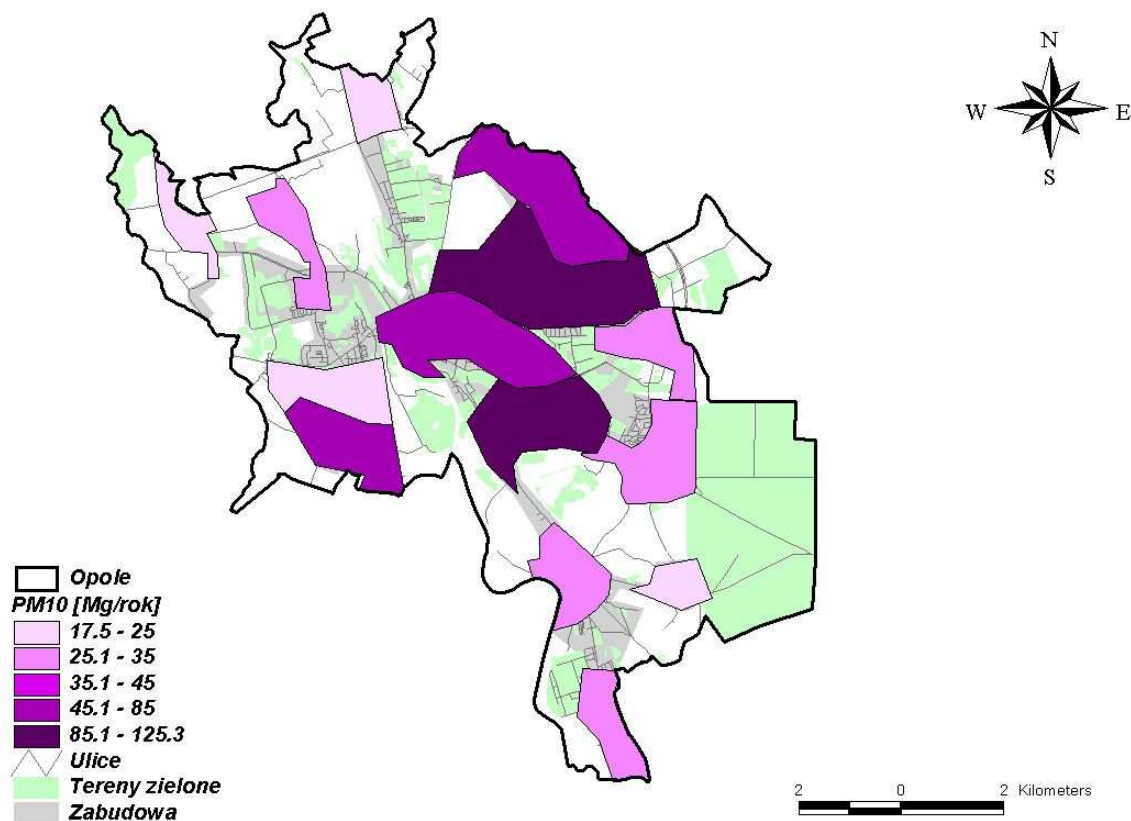 N
W E
S
Opole
PM10 [Mg/rok]
17.5 - 25
25.1 - 35
35.1 - 45
45.1 - 85
85.1 - 125.3
Ulice
Tereny zielone
Zabudowa
2 0 2 Kilometers